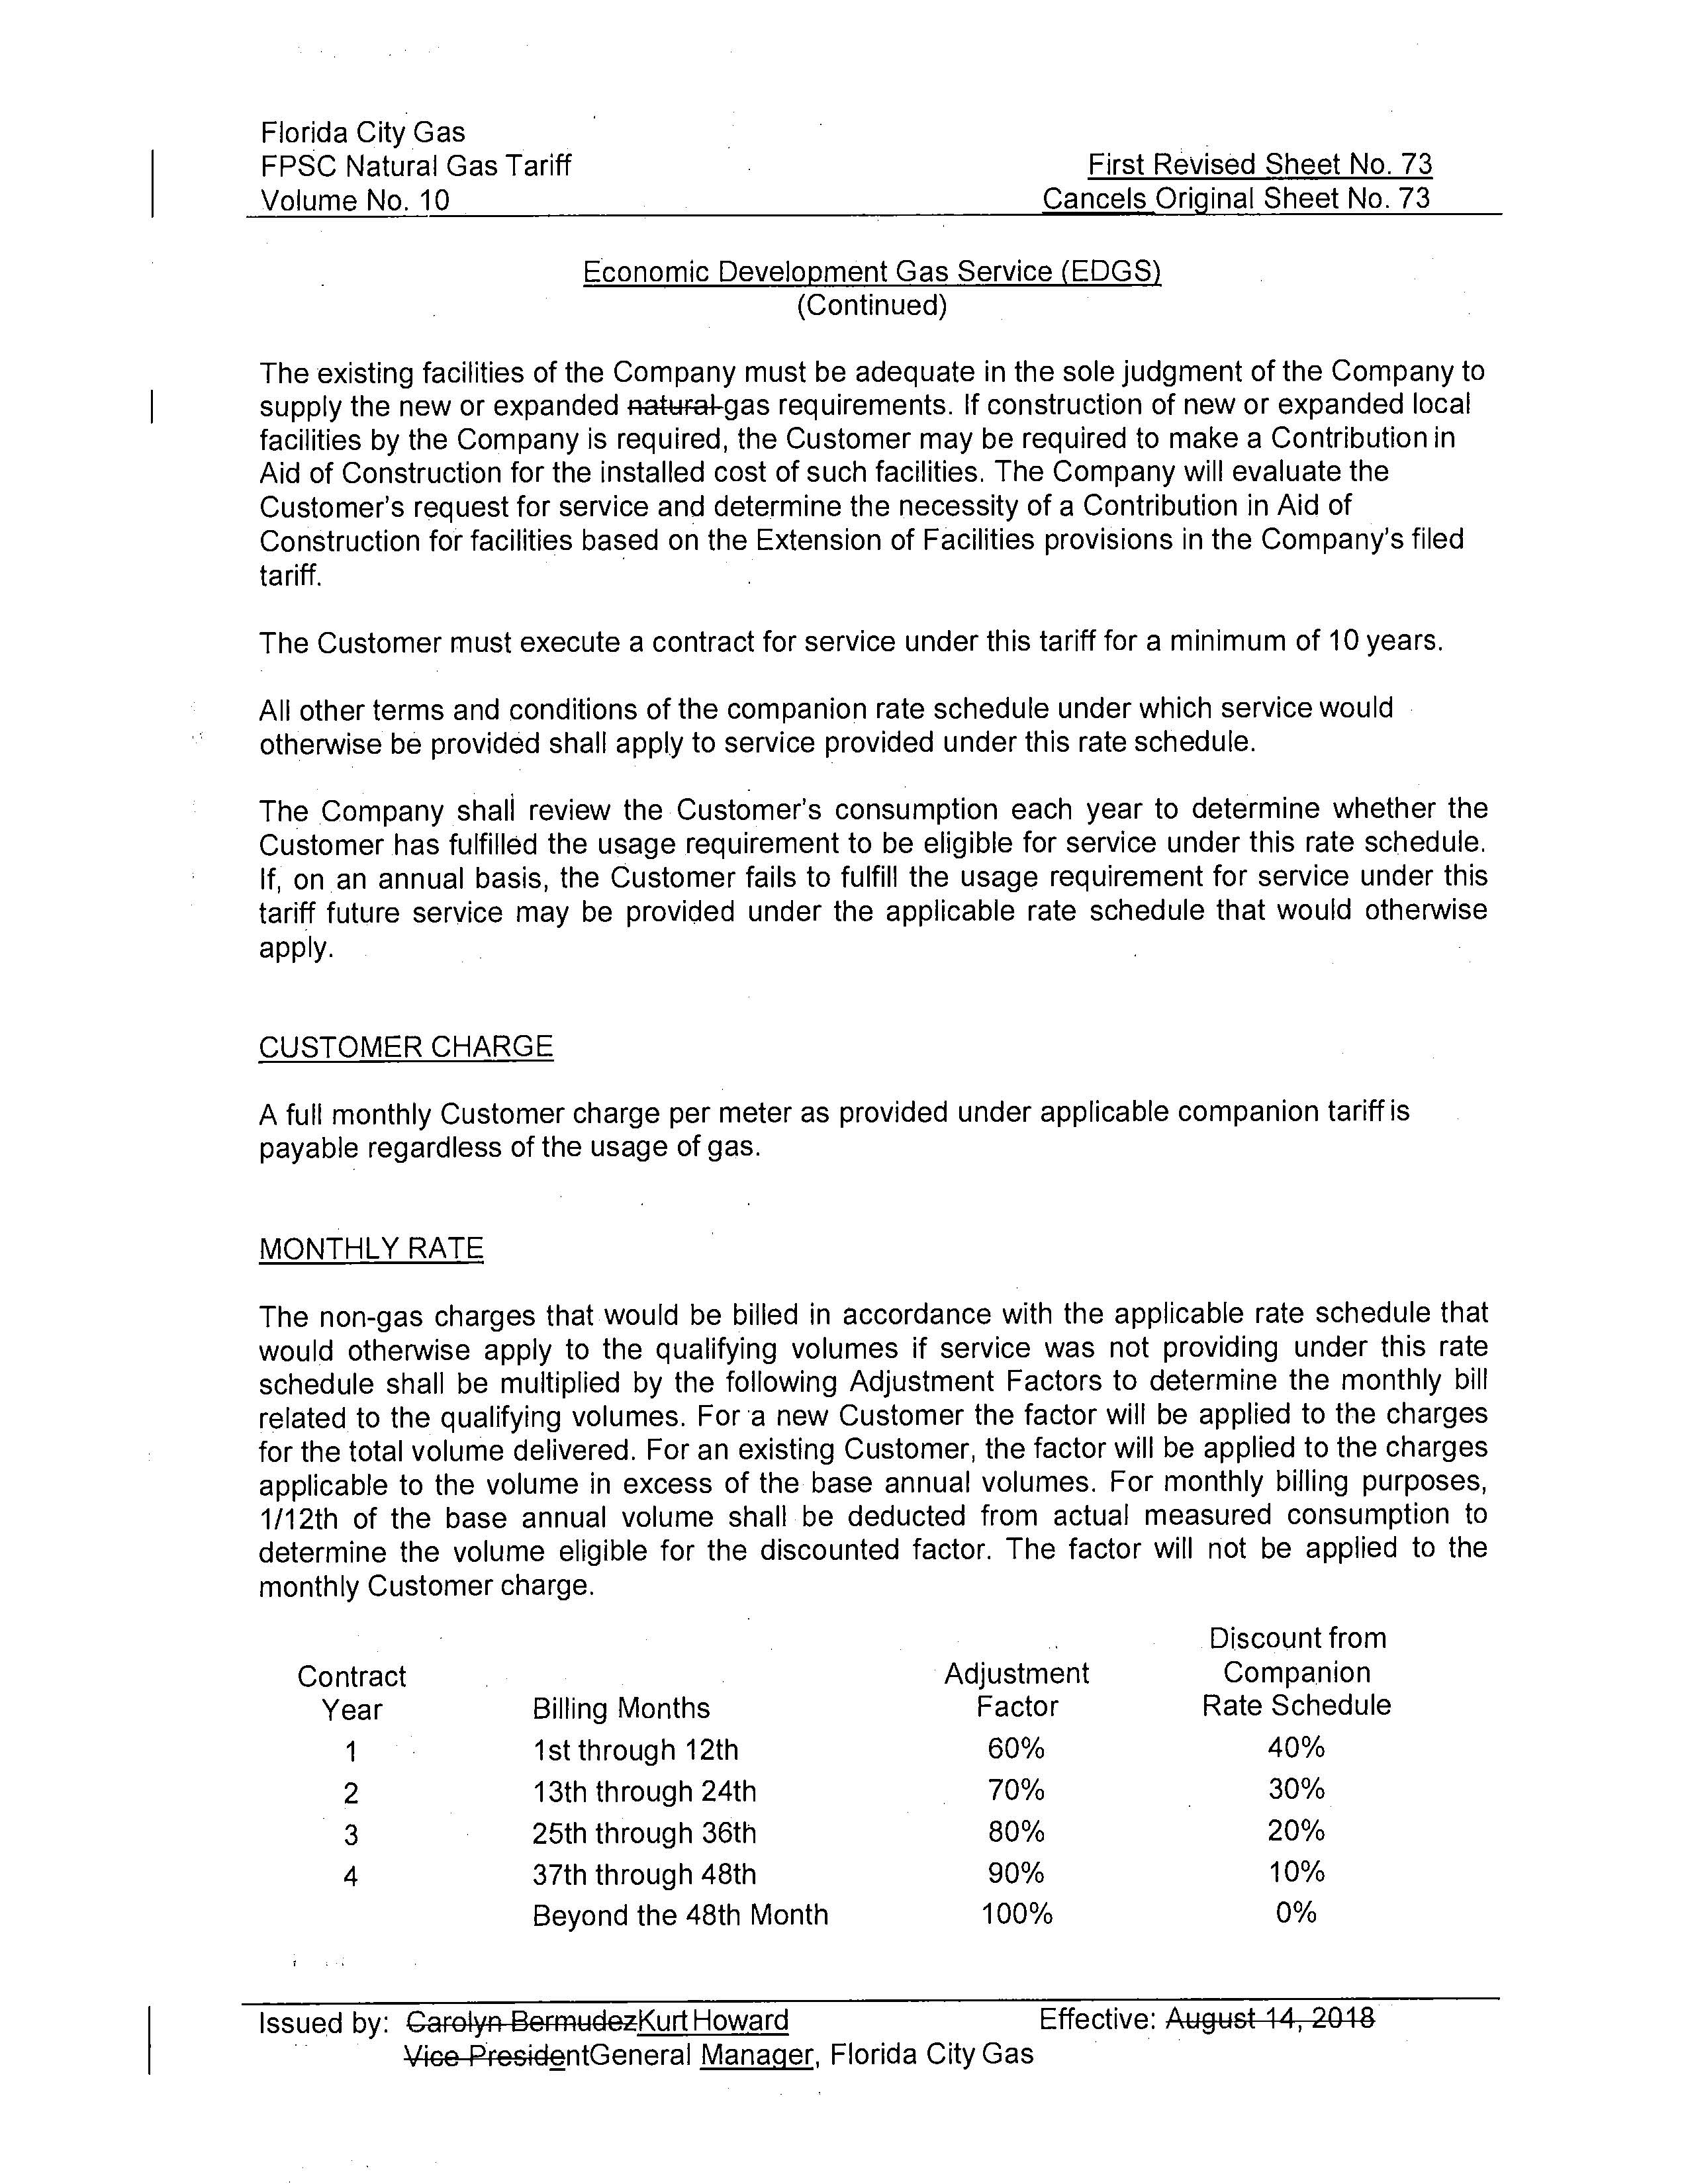 Florida City Gas
FPSC Natural Gas Tariff
First Revised Sheet No. 73
Volume No. 10
Cancels Original Sheet No. 73
Economic Development Gas Service (EDGS)
(Continued)
The existing facilities of the Company must be adequate in the sole judgment of the Company to
supply the new or expanded natural gas requirements. If construction of new or expanded local
facilities by the Company is required, the Customer may be required to make a Contribution in
Aid of Construction for the installed cost of such facilities. The Company will evaluate the
Customer's request for service and determine the necessity of a Contribution in Aid of
Construction for facilities based on the Extension of Facilities provisions in the Company's filed
tariff.
The Customer must execute a contract for service under this tariff for a minimum of 10 years.
All other terms and conditions of the companion rate schedule under which service would
otherwise be provided shall apply to service provided under this rate schedule.
The Company shall review the Customer's consumption each year to determine whether the
Customer has fulfilled the usage requirement to be eligible for service under this rate schedule.
If, on an annual basis, the Customer fails to fulfill the usage requirement for service under this
tariff future service may be provided under the applicable rate schedule that would otherwise
apply.
CUSTOMER CHARGE
A full monthly Customer charge per meter as provided under applicable companion tariff is
payable regardless of the usage of gas.
MONTHLY RATE
The non-gas charges that would be billed in accordance with the applicable rate schedule that
would otherwise apply to the qualifying volumes if service was not providing under this rate
schedule shall be multiplied by the following Adjustment Factors to determine the monthly bill
related to the qualifying volumes. For a new Customer the factor will be applied to the charges
for the total volume delivered. For an existing Customer, the factor will be applied to the charges
applicable to the volume in excess of the base annual volumes. For monthly billing purposes,
1/12th of the base annual volume shall be deducted from actual measured consumption to
determine the volume eligible for the discounted factor. The factor will not be applied to the
monthly Customer charge.
Discount from
Contract Adjustment Companion
Year Billing Months Factor Rate Schedule
1 1st through 12th 60% 40%
2 13th through 24th 70% 30%
3 25th through 36th 80% 20%
4 37th through 48th 90% 10%
Beyond the 48th Month 100% 0%
Issued by: Carolyn BermudezKurt Howard Effective: August 14, 2018
Vice PresidentGeneral Manager, Florida City Gas